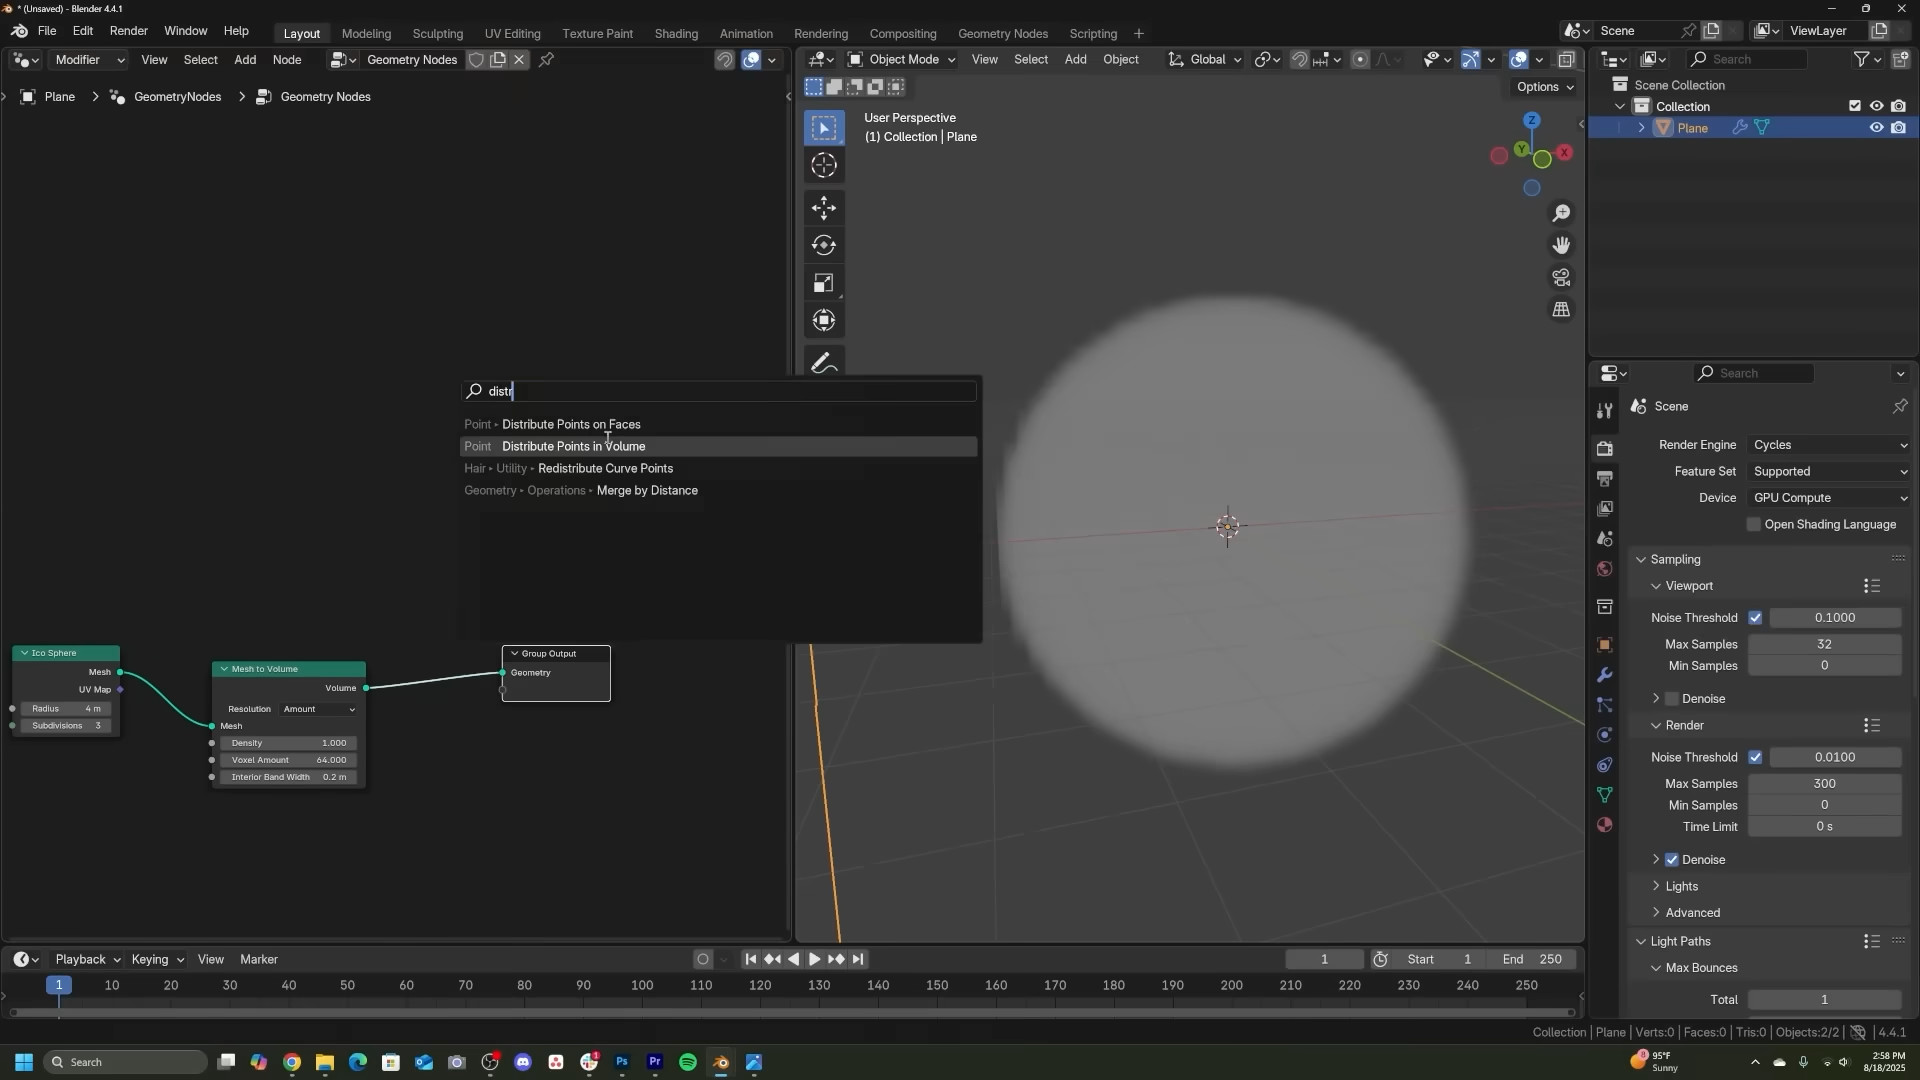 * (Unsaved) - Blender 4.4.1
File Edit Render Window Help
Layout Modeling Sculpting UV Editing Texture Paint Shading Animation Rendering Compositing Geometry Nodes Scripting +
Scene
ViewLayer
Modifier View Select Add Node
Geometry Nodes
Object Mode View Select Add Object
Global
Search
Options
Plane > GeometryNodes > Geometry Nodes
User Perspective
(1) Collection | Plane
Z
Y
X
Scene Collection
Collection
Plane
distr
Point Distribute Points on Faces
Point Distribute Points in Volume
Hair Utility Redistribute Curve Points
Geometry Operations Merge by Distance
Ico Sphere
Mesh
UV Map
Radius 4 m
Subdivisions 3
Mesh to Volume
Volume
Resolution Amount
Mesh
Density 1.000
Voxel Amount 64.000
Interior Band Width 0.2 m
Group Output
Geometry
Search
Scene
Render Engine Cycles
Feature Set Supported
Device GPU Compute
Open Shading Language
Sampling
Viewport
Noise Threshold 0.1000
Max Samples 32
Min Samples 0
Denoise
Render
Noise Threshold 0.0100
Max Samples 300
Min Samples 0
Time Limit 0 s
Denoise
Lights
Advanced
Light Paths
Max Bounces
Total 1
Playback Keying View Marker
1 Start 1 End 250
1 10 20 30 40 50 60 70 80 90 100 110 120 130 140 150 160 170 180 190 200 210 220 230 240 250
Collection | Plane | Verts:0 | Faces:0 | Tris:0 | Objects:2/2 | 4.4.1
Search
Ps
Pr
95°F
Sunny
2:58 PM
8/18/2025